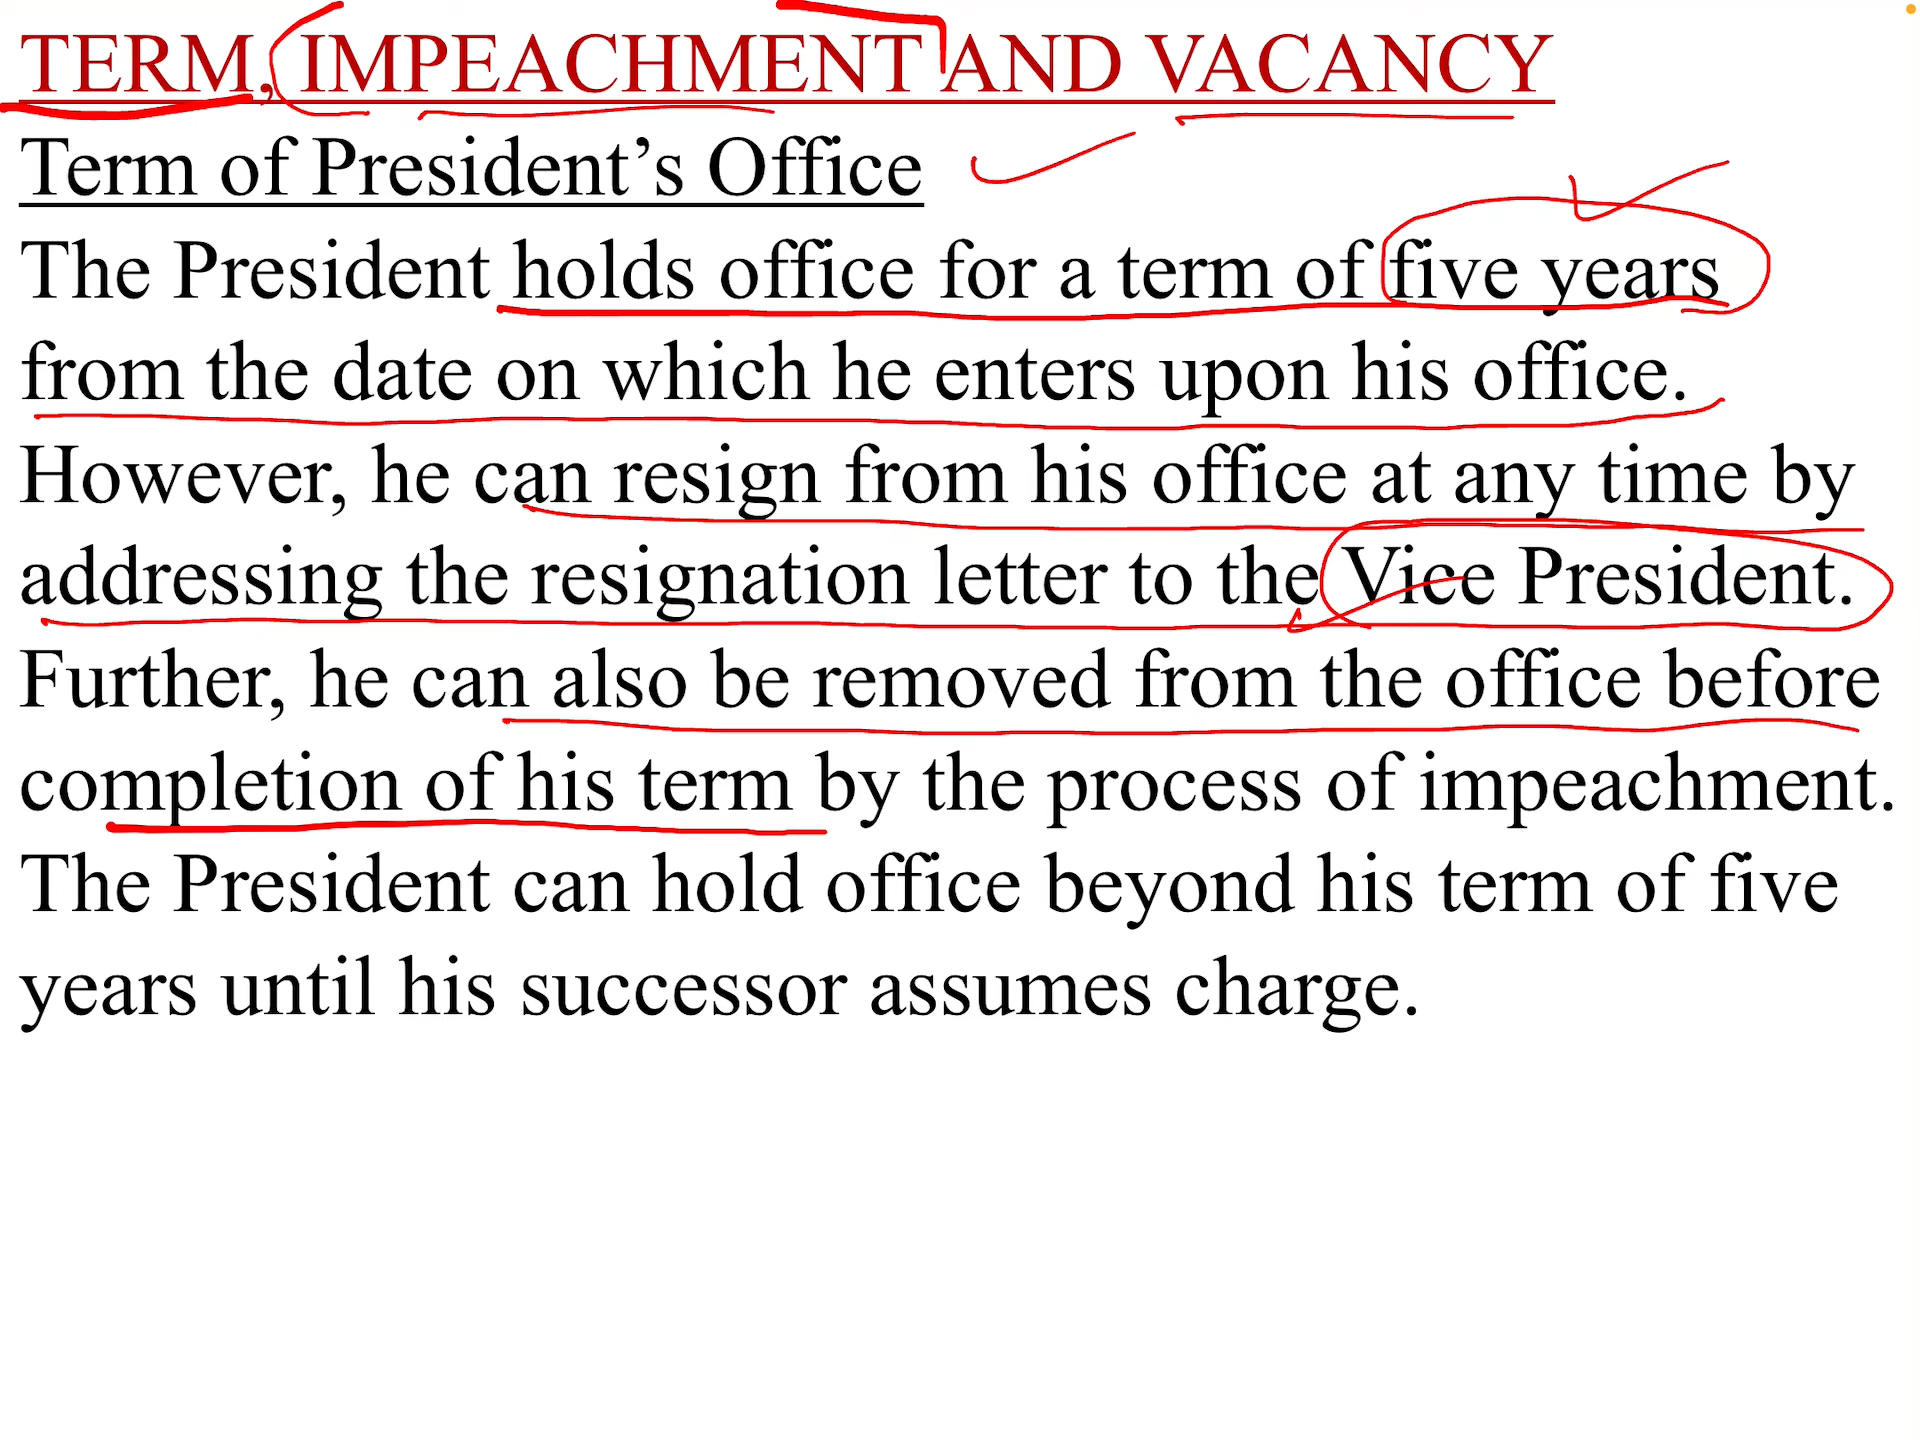 TERM, IMPEACHMENT AND VACANCY
Term of President’s Office
The President holds office for a term of five years
from the date on which he enters upon his office.
However, he can resign from his office at any time by
addressing the resignation letter to the Vice President.
Further, he can also be removed from the office before
completion of his term by the process of impeachment.
The President can hold office beyond his term of five
years until his successor assumes charge.